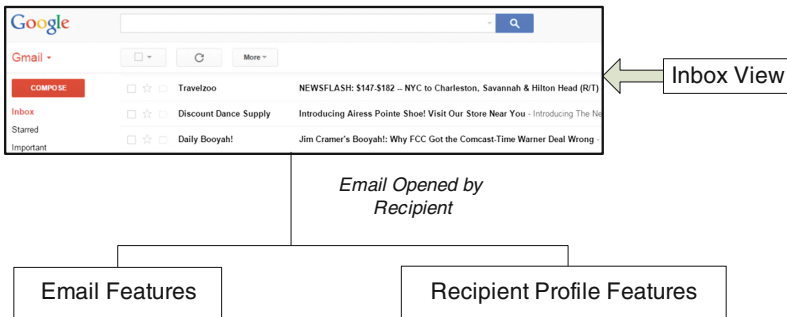 Google
Gmail
More
COMPOSE
Travelzoo NEWSFLASH: $147-$182 -- NYC to Charleston, Savannah & Hilton Head (R/T)
Inbox
Discount Dance Supply Introducing Airess Pointe Shoe! Visit Our Store Near You - Introducing The Ne
Starred
Daily Booyah! Jim Cramer's Booyah!: Why FCC Got the Comcast-Time Warner Deal Wrong -
Important
Inbox View
Email Opened by
Recipient
Email Features
Recipient Profile Features